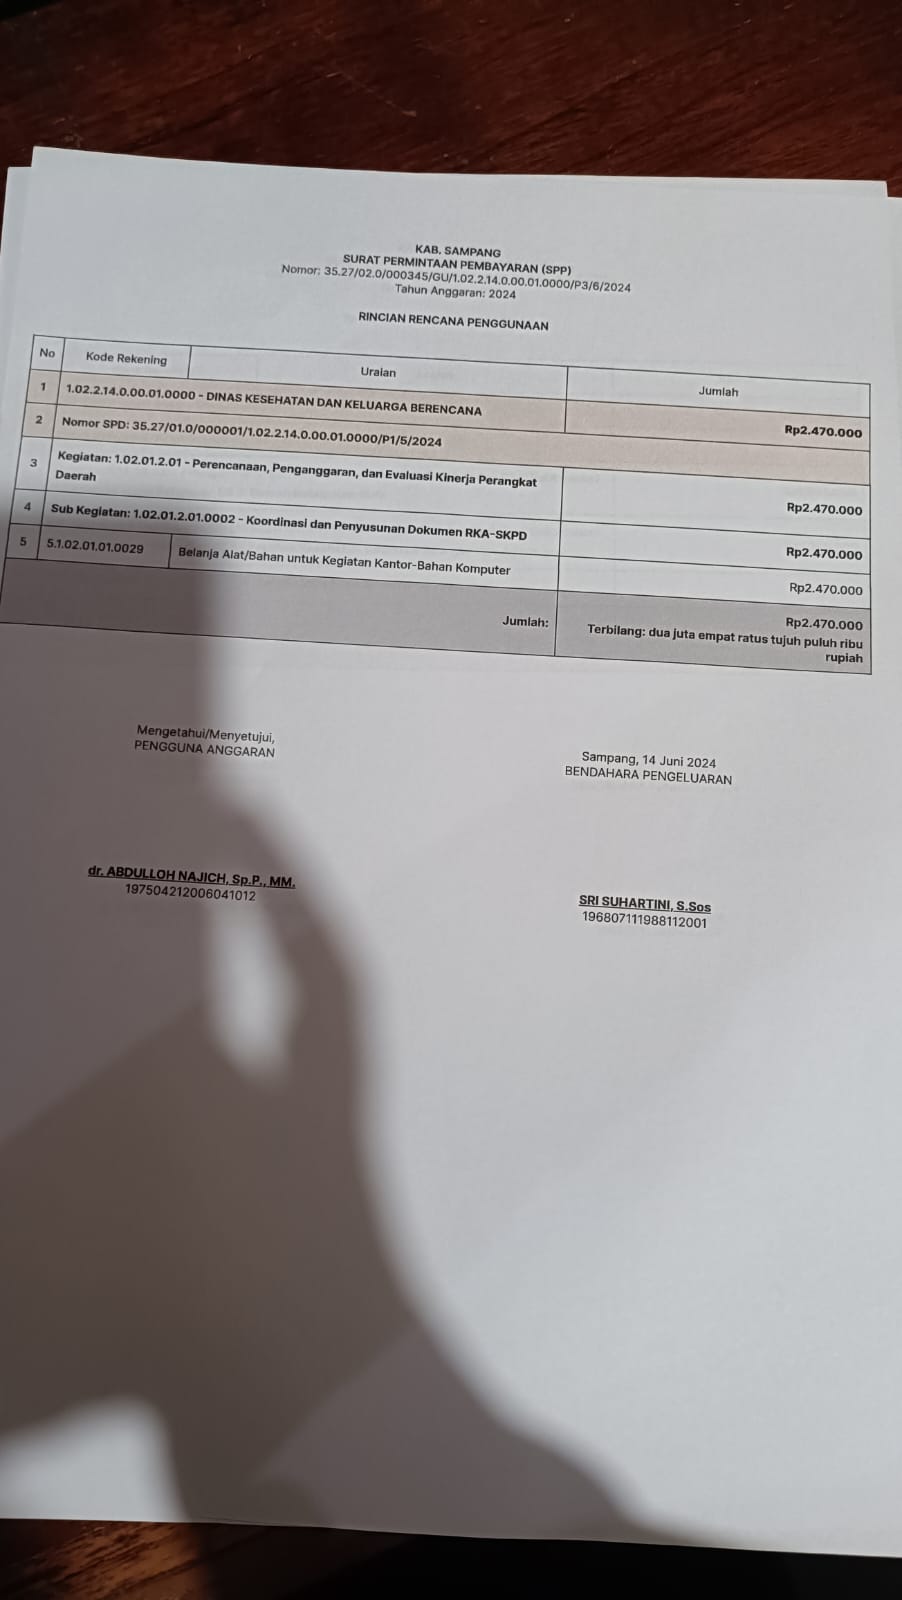 KAB. SAMPANG
SURAT PERMINTAAN PEMBAYARAN (SPP)
Nomor: 35.27/02.0/000345/GU/1.02.2.14.0.00.01.0000/P3/6/2024
Tahun Anggaran: 2024
RINCIAN RENCANA PENGGUNAAN
No Kode Rekening Uraian Jumlah
1 1.02.2.14.0.00.01.0000 - DINAS KESEHATAN DAN KELUARGA BERENCANA Rp2.470.000
2 Nomor SPD: 35.27/01.0/000001/1.02.2.14.0.00.01.0000/P1/5/2024
3 Kegiatan: 1.02.01.2.01 - Perencanaan, Penganggaran, dan Evaluasi Kinerja Perangkat
Daerah Rp2.470.000
4 Sub Kegiatan: 1.02.01.2.01.0002 - Koordinasi dan Penyusunan Dokumen RKA-SKPD Rp2.470.000
5 5.1.02.01.01.0029 Belanja Alat/Bahan untuk Kegiatan Kantor-Bahan Komputer Rp2.470.000
Jumlah: Rp2.470.000
Terbilang: dua juta empat ratus tujuh puluh ribu
rupiah
Mengetahui/Menyetujui,
PENGGUNA ANGGARAN
dr. ABDULLOH NAJICH, Sp.P., MM.
197504212006041012
Sampang, 14 Juni 2024
BENDAHARA PENGELUARAN
SRI SUHARTINI, S.Sos
196807111988112001